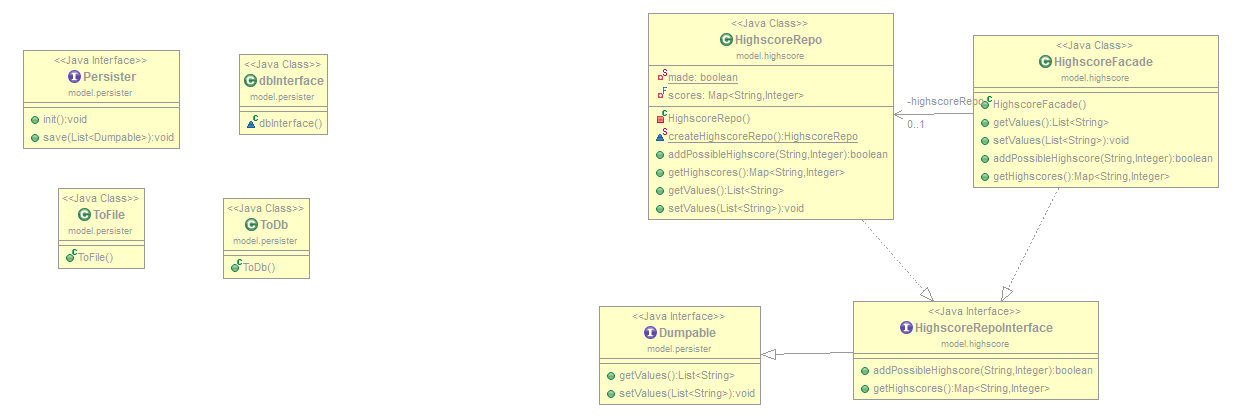 <<Java Interface>>
Persister
model.persister
init():void
save(List<Dumpable>):void
<<Java Class>>
dbInterface
model.persister
dbInterface()
<<Java Class>>
ToFile
model.persister
ToFile()
<<Java Class>>
ToDb
model.persister
ToDb()
<<Java Class>>
HighscoreRepo
model.highscore
made: boolean
scores: Map<String,Integer>
HighscoreRepo()
createHighscoreRepo():HighscoreRepo
addPossibleHighscore(String,Integer):boolean
getHighscores():Map<String,Integer>
getValues():List<String>
setValues(List<String>):void
-highscoreRepo
0..1
<<Java Class>>
HighscoreFacade
model.highscore
HighscoreFacade()
getValues():List<String>
setValues(List<String>):void
addPossibleHighscore(String,Integer):boolean
getHighscores():Map<String,Integer>
<<Java Interface>>
Dumpable
model.persister
getValues():List<String>
setValues(List<String>):void
<<Java Interface>>
HighscoreRepoInterface
model.highscore
addPossibleHighscore(String,Integer):boolean
getHighscores():Map<String,Integer>